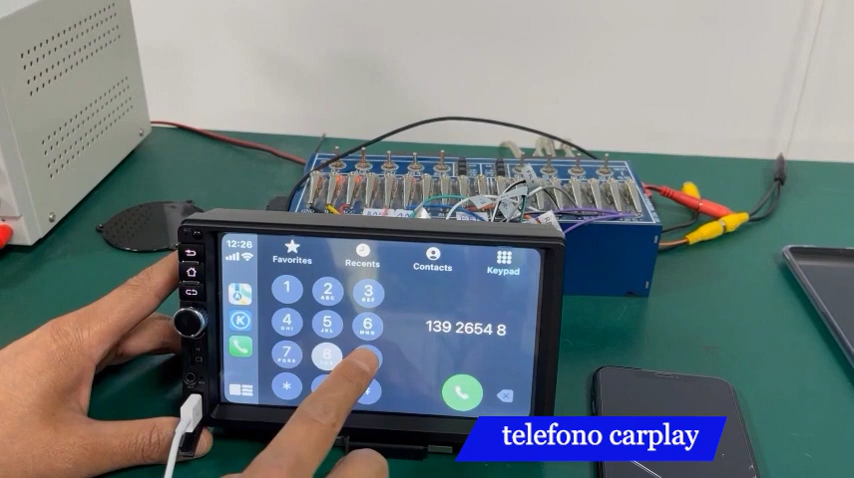 12:26
Favorites
Recents
Contacts
Keypad
1
2 ABC
3 DEF
4 GHI
5 JKL
6 MNO
139 2654 8
7 PQRS
8
*
telefono carplay